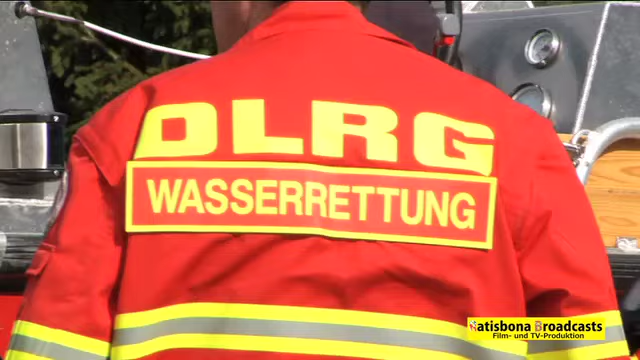 DLRG
WASSERRETTUNG
Ratisbona Broadcasts
Film- und TV-Produktion